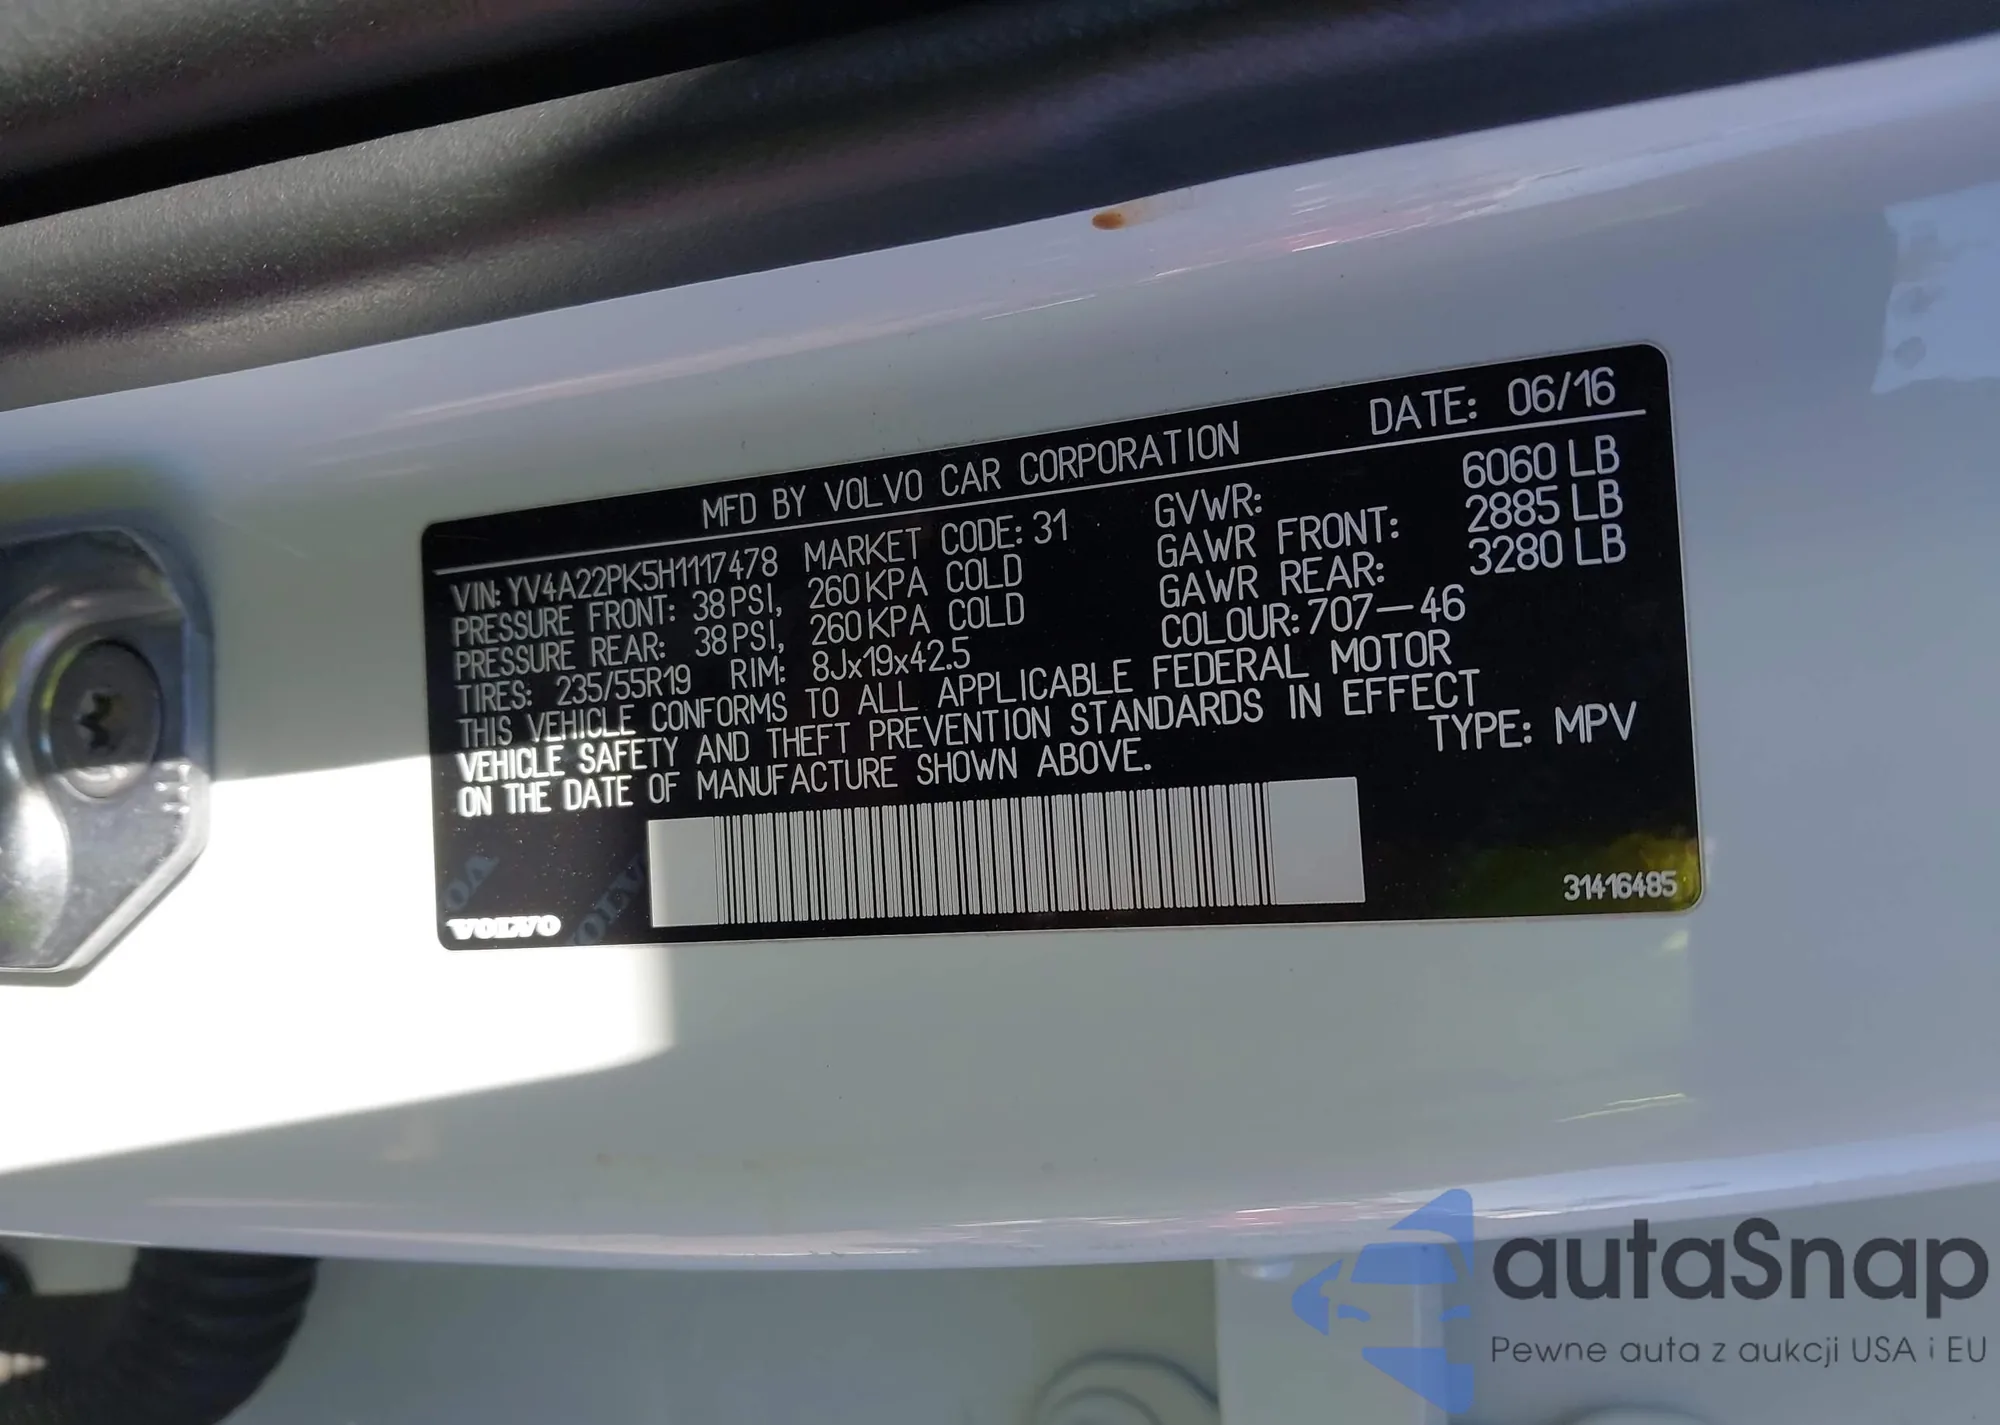 MFD BY VOLVO CAR CORPORATION DATE: 06/16
VIN: YV4A22PK5H1117478 MARKET CODE: 31 GVWR: 6060 LB
PRESSURE FRONT: 38 PSI, 260 KPA COLD GAWR FRONT: 2885 LB
PRESSURE REAR: 38 PSI, 260 KPA COLD GAWR REAR: 3280 LB
TIRES: 235/55R19 RIM: 8Jx19x42.5 COLOUR: 707-46
THIS VEHICLE CONFORMS TO ALL APPLICABLE FEDERAL MOTOR
VEHICLE SAFETY AND THEFT PREVENTION STANDARDS IN EFFECT
ON THE DATE OF MANUFACTURE SHOWN ABOVE. TYPE: MPV
VOLVO 31416485
autaSnap
Pewne auta z aukcji USA i EU